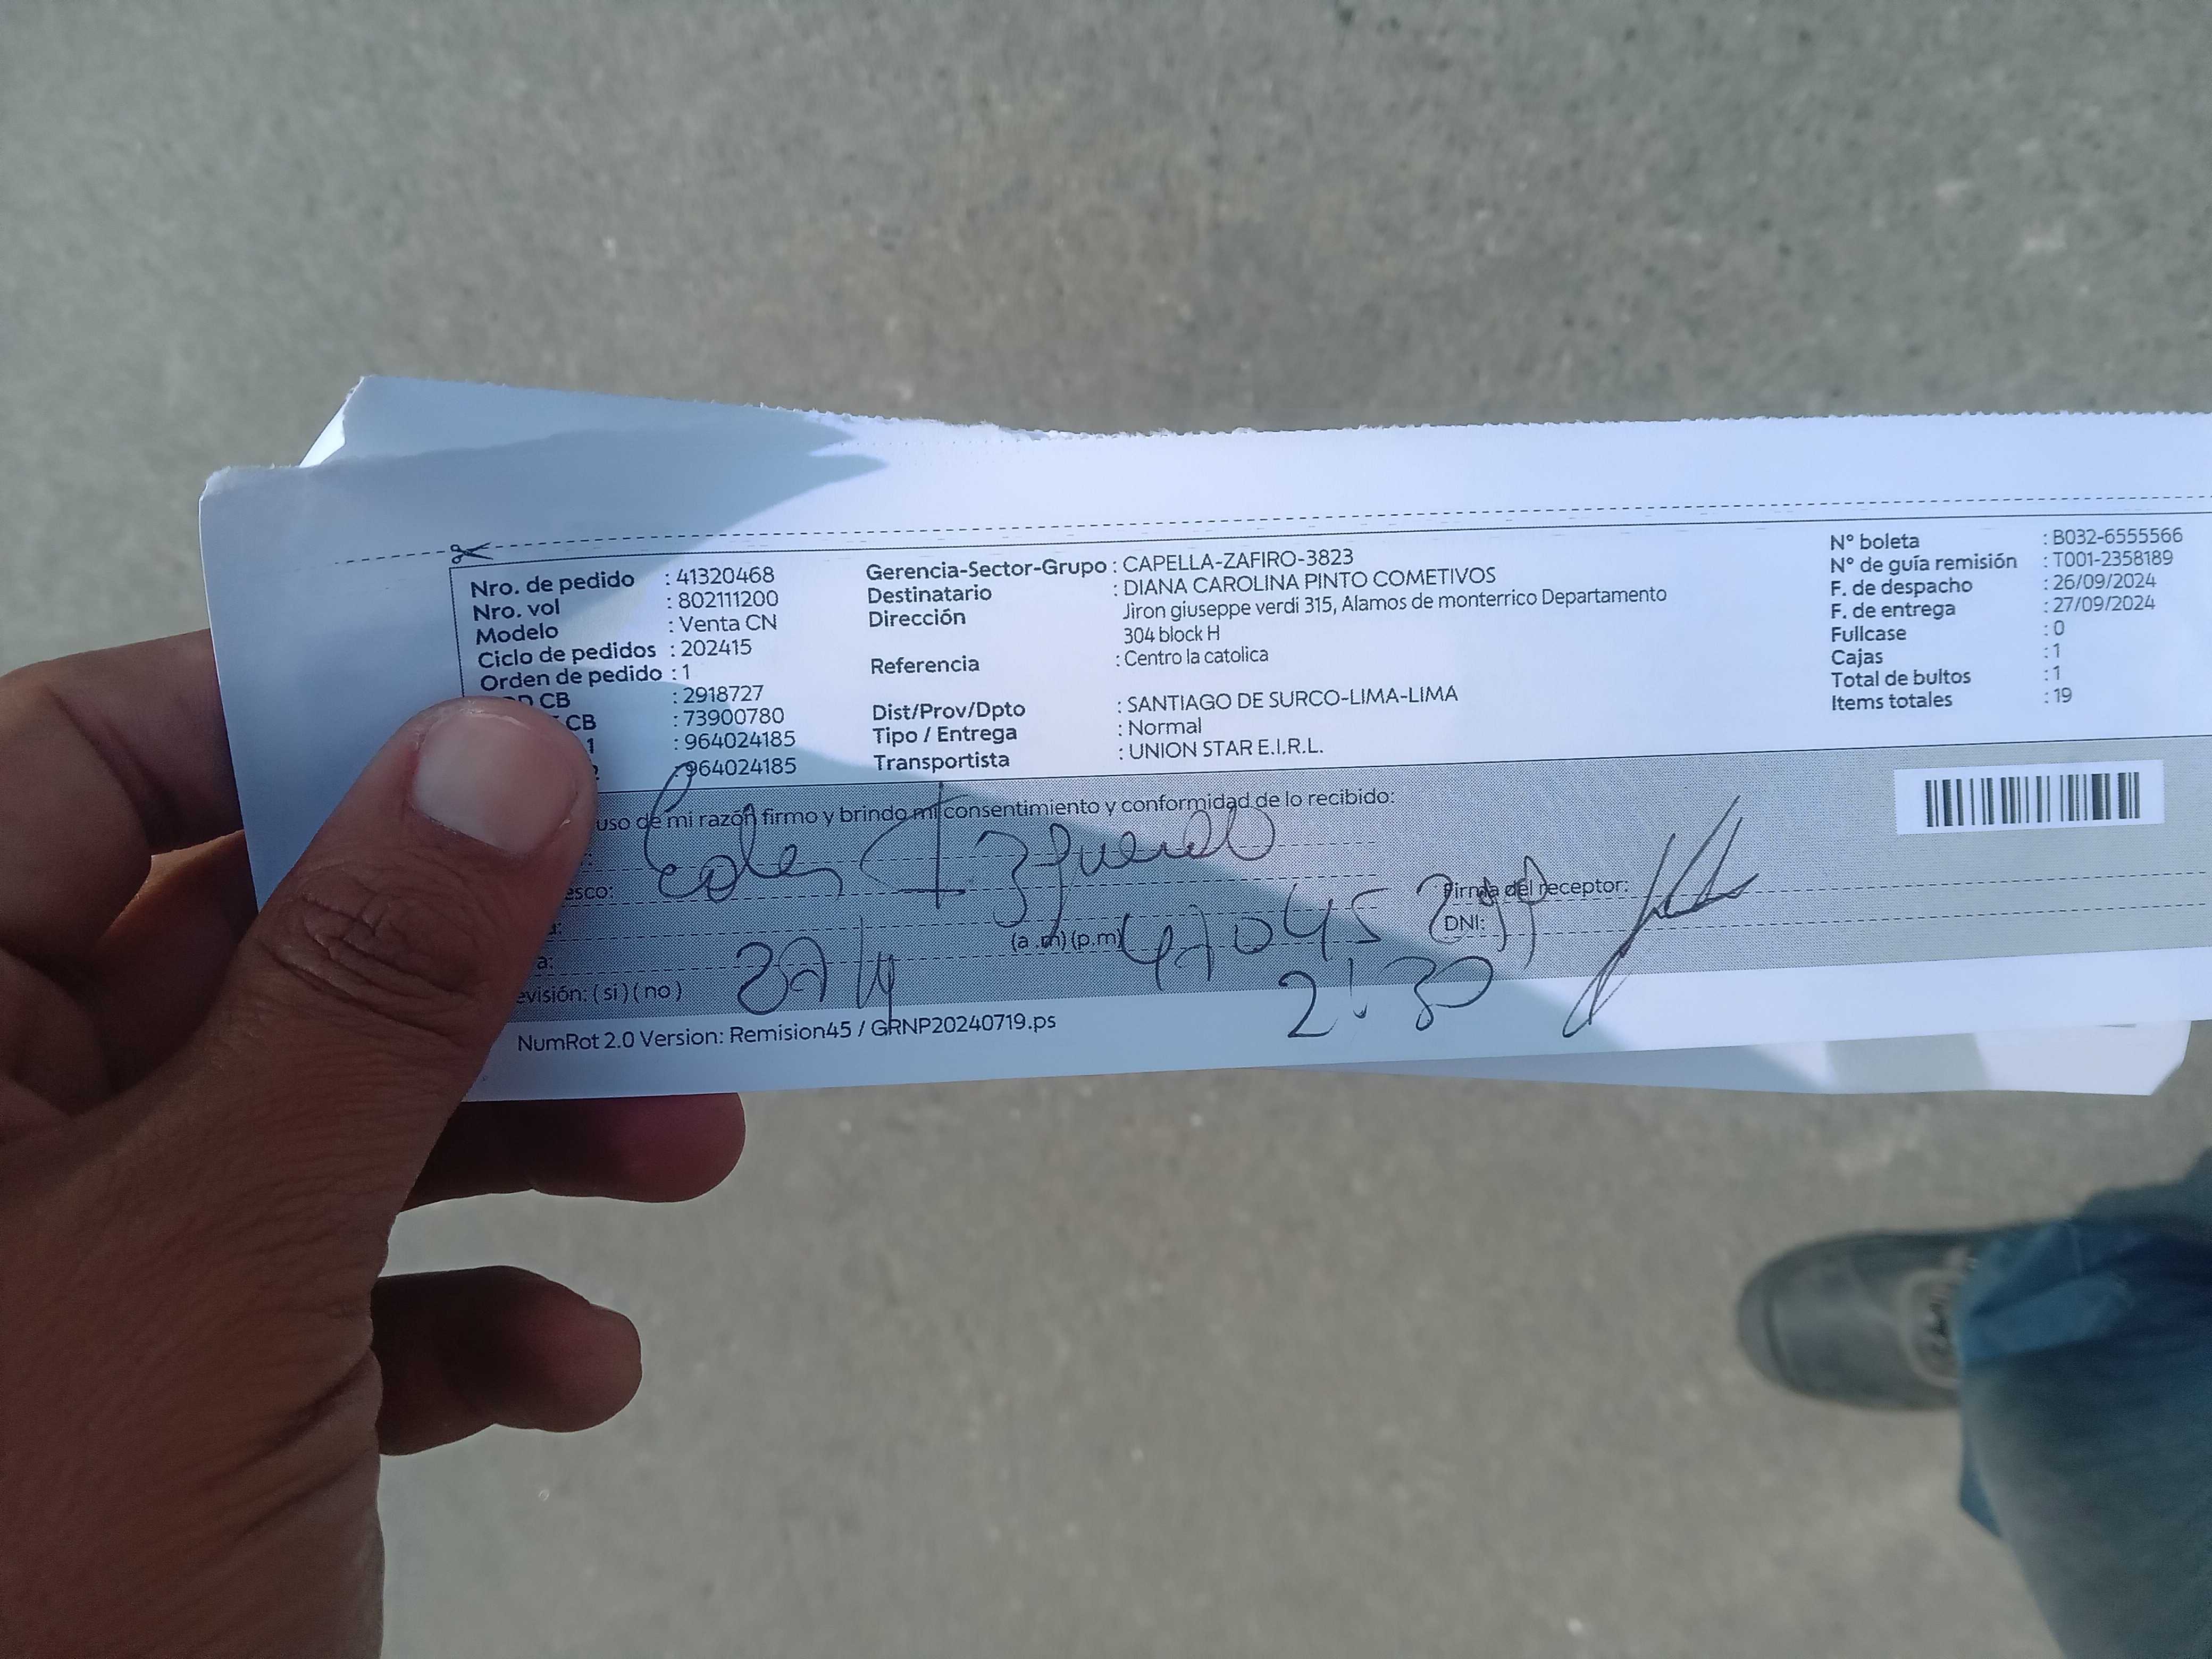 Nro. de pedido : 41320468
Nro. vol : 802111200
Modelo : Venta CN
Ciclo de pedidos : 202415
Orden de pedido : 1
CB : 2918727
CB : 73900780
1 : 964024185
2 : 964024185
Gerencia-Sector-Grupo : CAPELLA-ZAFIRO-3823
Destinatario : DIANA CAROLINA PINTO COMETIVOS
Dirección Jiron giuseppe verdi 315, Alamos de monterrico Departamento
304 block H
Referencia : Centro la catolica
Dist/Prov/Dpto : SANTIAGO DE SURCO-LIMA-LIMA
Tipo / Entrega : Normal
Transportista : UNION STAR E.I.R.L.
N° boleta : B032-6555566
N° de guía remisión : T001-2358189
F. de despacho : 26/09/2024
F. de entrega : 27/09/2024
Fullcase : 0
Cajas : 1
Total de bultos : 1
Items totales : 19
uso de mi razón firmo y brindo mi consentimiento y conformidad de lo recibido:
esco:
Firma del receptor:
DNI:
a:
(a.m) (p.m)
evisión: ( si ) ( no )
2:30
NumRot 2.0 Version: Remision45 / GRNP20240719.ps